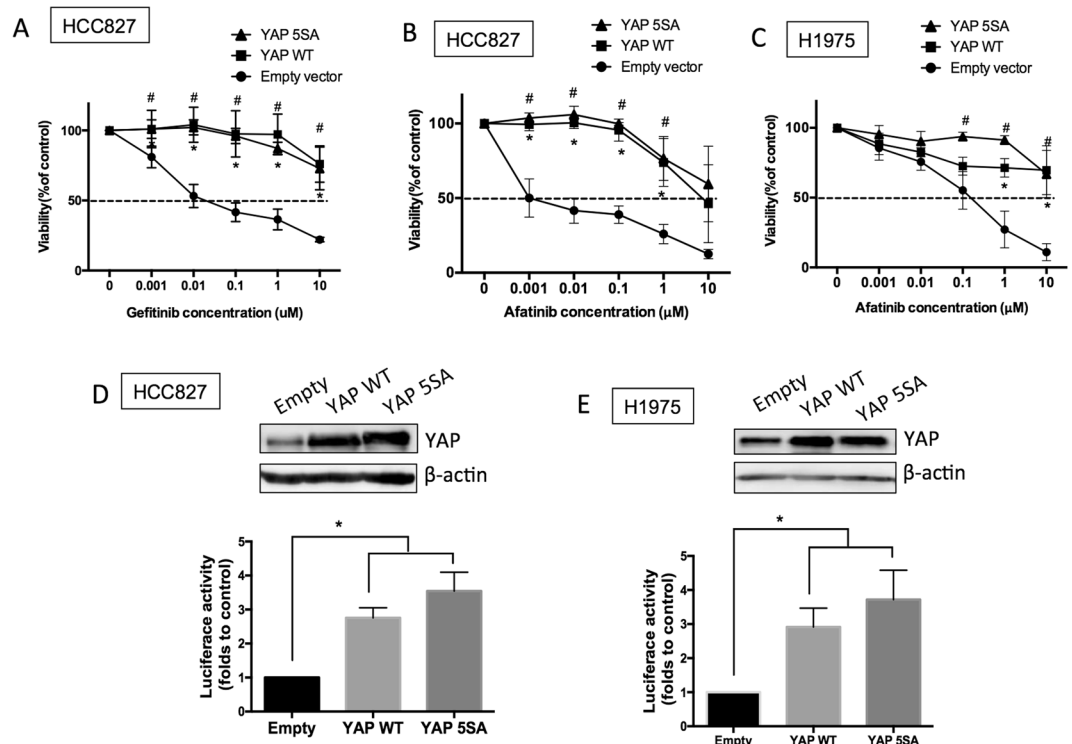 A
HCC827
YAP 5SA
YAP WT
Empty vector
# # # # #
100
50
0
* * * * *
Viability(%of control)
0 0.001 0.01 0.1 1 10
Gefitinib concentration (uM)
B
HCC827
YAP 5SA
YAP WT
Empty vector
# # # #
100
50
0
* * * *
Viability(%of control)
0 0.001 0.01 0.1 1 10
Afatinib concentration (µM)
C
H1975
YAP 5SA
YAP WT
Empty vector
# # #
100
50
0
* *
Viability(%of control)
0 0.001 0.01 0.1 1 10
Afatinib concentration (µM)
D
HCC827
Empty YAP WT YAP 5SA
YAP
β-actin
*
5
4
3
2
1
0
Luciferace activity
(folds to control)
Empty YAP WT YAP 5SA
E
H1975
Empty YAP WT YAP 5SA
YAP
β-actin
*
5
4
3
2
1
0
Luciferace activity
(folds to control)
Empty YAP WT YAP 5SA